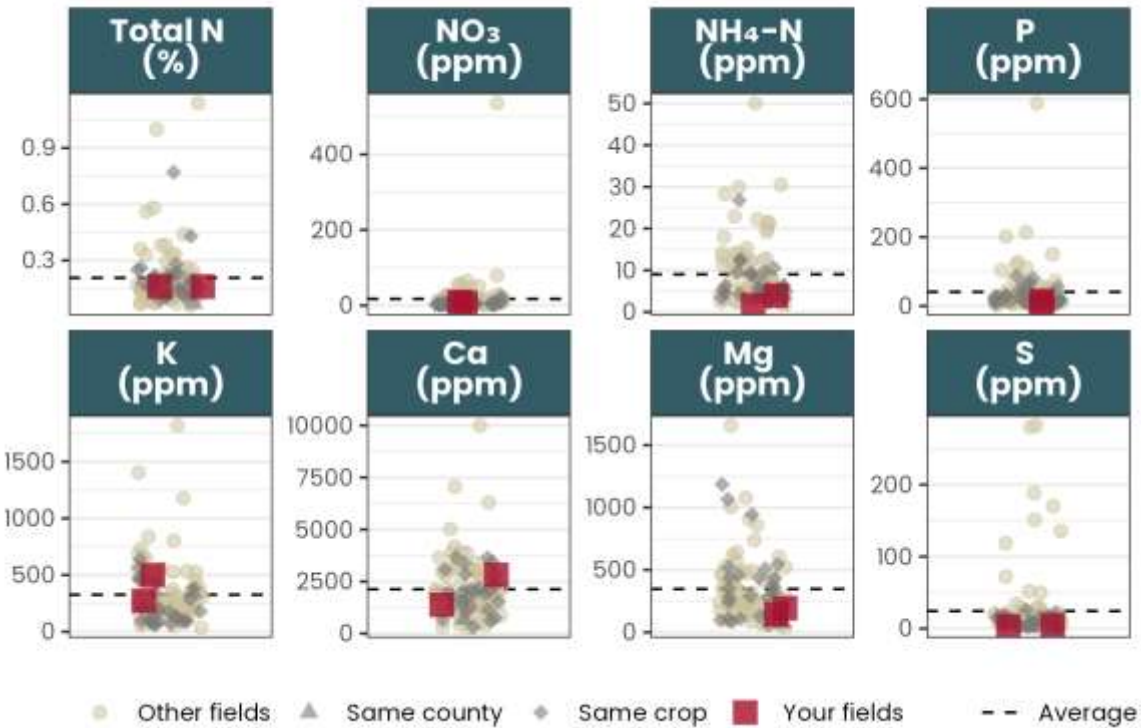 Total N
(%)
NO₃
(ppm)
NH₄-N
(ppm)
P
(ppm)
0.9
0.6
0.3
400
200
0
50
40
30
20
10
0
600
400
200
0
K
(ppm)
Ca
(ppm)
Mg
(ppm)
S
(ppm)
1500
1000
500
0
10000
7500
5000
2500
0
1500
1000
500
0
200
100
0
Other fields
Same county
Same crop
Your fields
Average